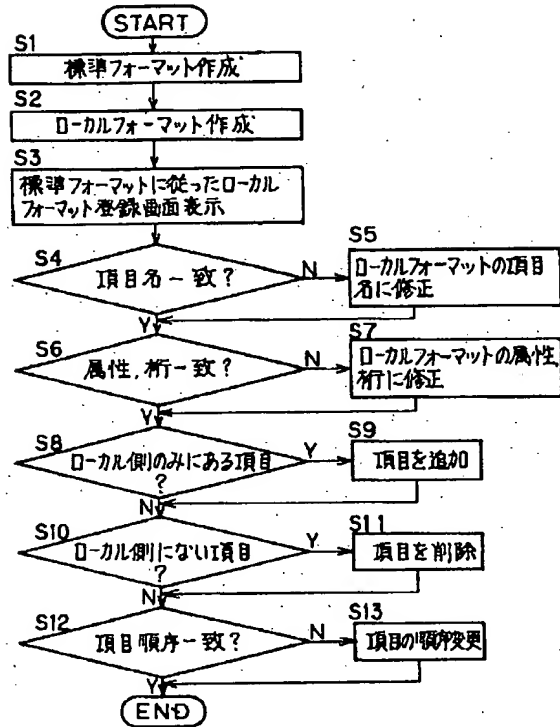 START
S1
標準フォーマット作成
S2
ローカルフォーマット作成
S3
標準フォーマットに従ったローカル
フォーマット登録画面表示
S4
項目名一致?
N
Y
S5
ローカルフォーマットの項目
名に修正
S6
属性,桁一致?
N
Y
S7
ローカルフォーマットの属性,
桁に修正
S8
ローカル側のみにある項目
?
Y
N
S9
項目を追加
S10
ローカル側にない項目
?
Y
N
S11
項目を削除
S12
項目順序一致?
N
Y
S13
項目の順序変更
END